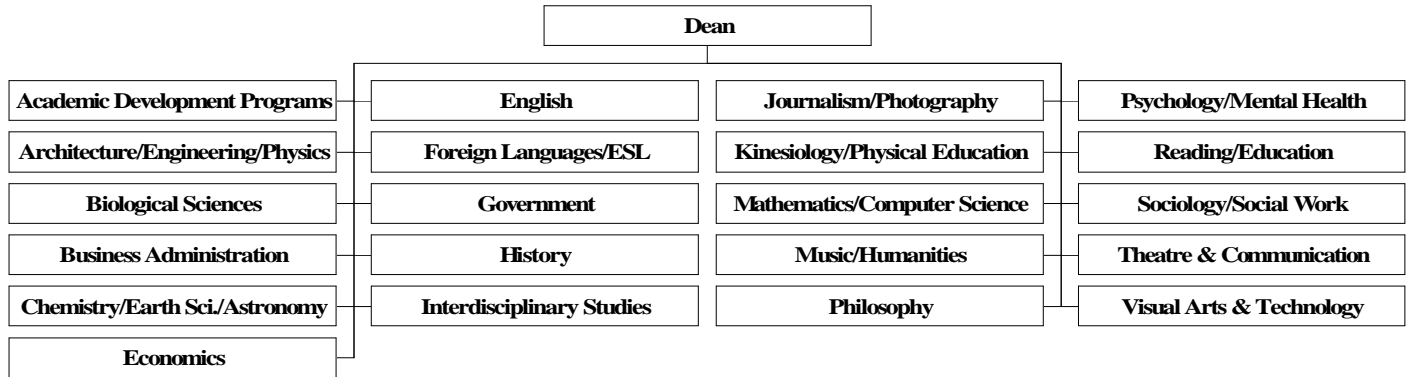 Dean
Academic Development Programs
English
Journalism/Photography
Psychology/Mental Health
Architecture/Engineering/Physics
Foreign Languages/ESL
Kinesiology/Physical Education
Reading/Education
Biological Sciences
Government
Mathematics/Computer Science
Sociology/Social Work
Business Administration
History
Music/Humanities
Theatre & Communication
Chemistry/Earth Sci./Astronomy
Interdisciplinary Studies
Philosophy
Visual Arts & Technology
Economics